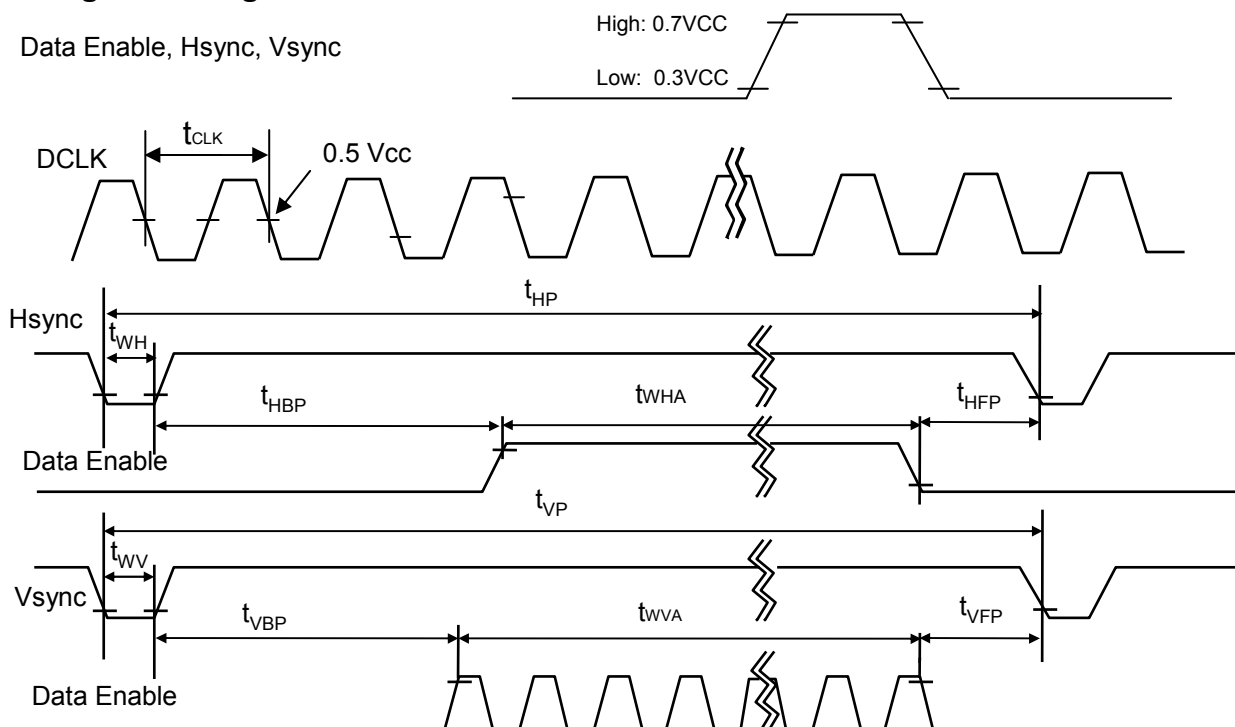 Data Enable, Hsync, Vsync
High: 0.7VCC
Low: 0.3VCC
DCLK
tCLK
0.5 Vcc
tHP
Hsync
tWH
tHBP
tWHA
tHFP
Data Enable
tVP
tWV
Vsync
tVBP
tWVA
tVFP
Data Enable